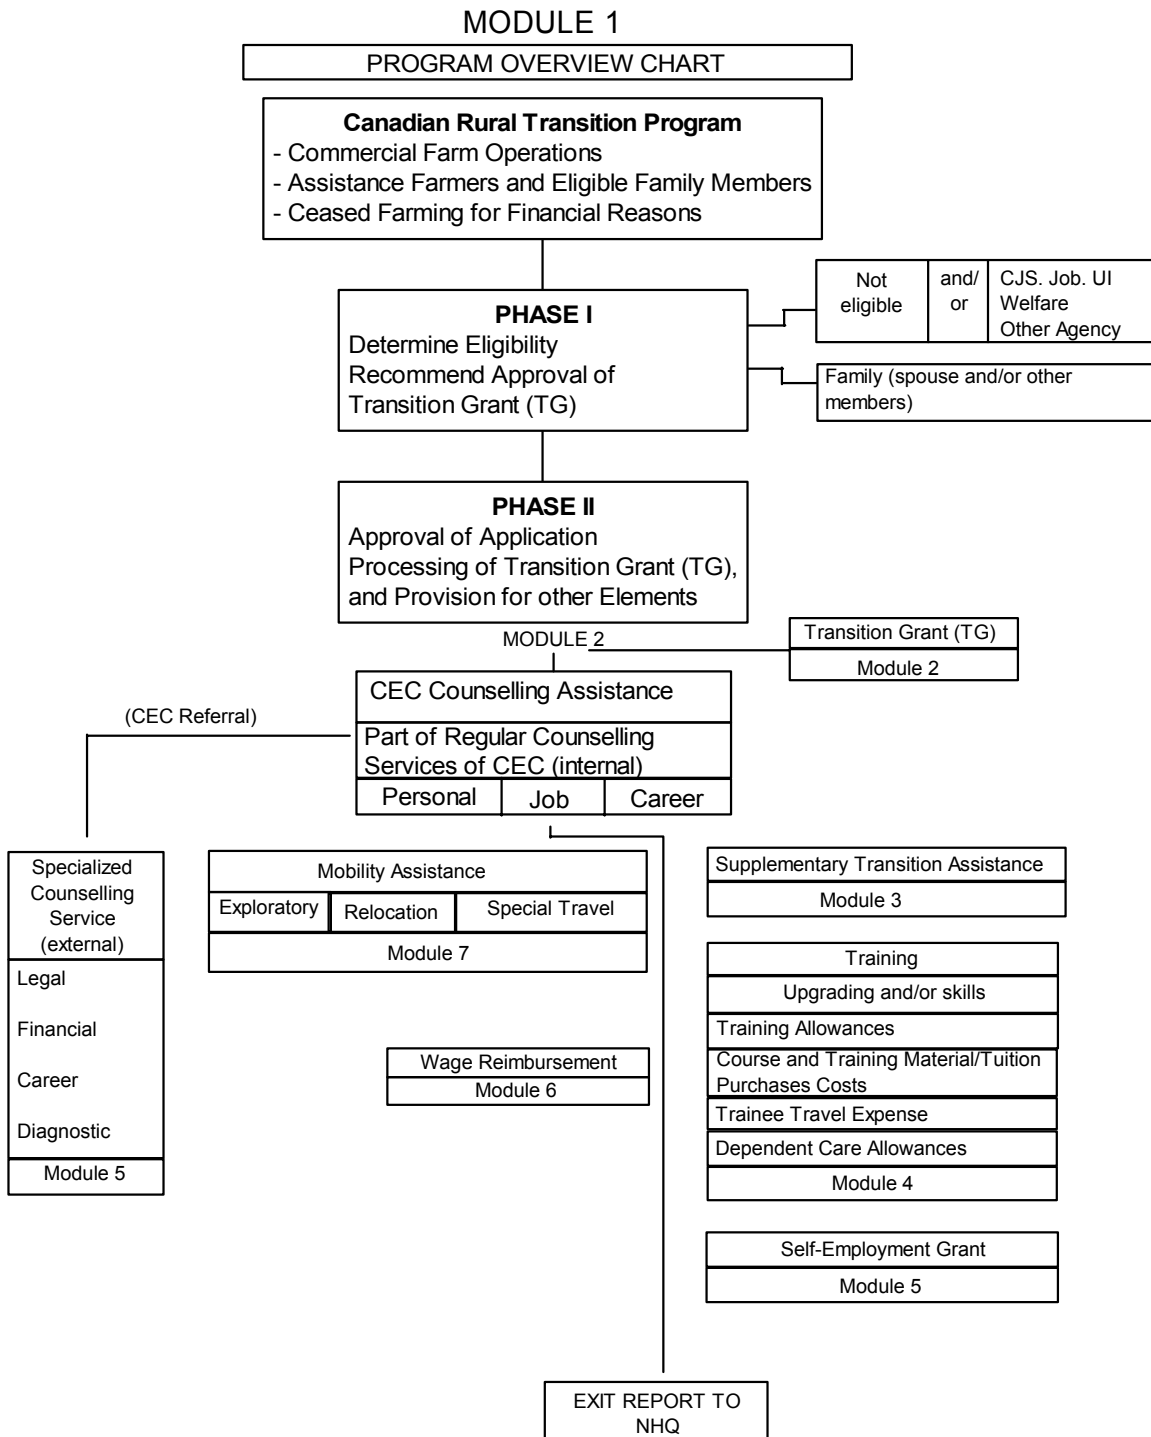 MODULE 1
PROGRAM OVERVIEW CHART
Canadian Rural Transition Program
- Commercial Farm Operations
- Assistance Farmers and Eligible Family Members
- Ceased Farming for Financial Reasons
PHASE I
Determine Eligibility
Recommend Approval of
Transition Grant (TG)
Not
eligible
and/
or
CJS. Job. UI
Welfare
Other Agency
Family (spouse and/or other
members)
PHASE II
Approval of Application
Processing of Transition Grant (TG),
and Provision for other Elements
MODULE 2
Transition Grant (TG)
Module 2
CEC Counselling Assistance
Part of Regular Counselling
Services of CEC (internal)
Personal
Job
Career
(CEC Referral)
Specialized
Counselling
Service
(external)
Legal
Financial
Career
Diagnostic
Module 5
Mobility Assistance
Exploratory
Relocation
Special Travel
Module 7
Wage Reimbursement
Module 6
Supplementary Transition Assistance
Module 3
Training
Upgrading and/or skills
Training Allowances
Course and Training Material/Tuition
Purchases Costs
Trainee Travel Expense
Dependent Care Allowances
Module 4
Self-Employment Grant
Module 5
EXIT REPORT TO
NHQ